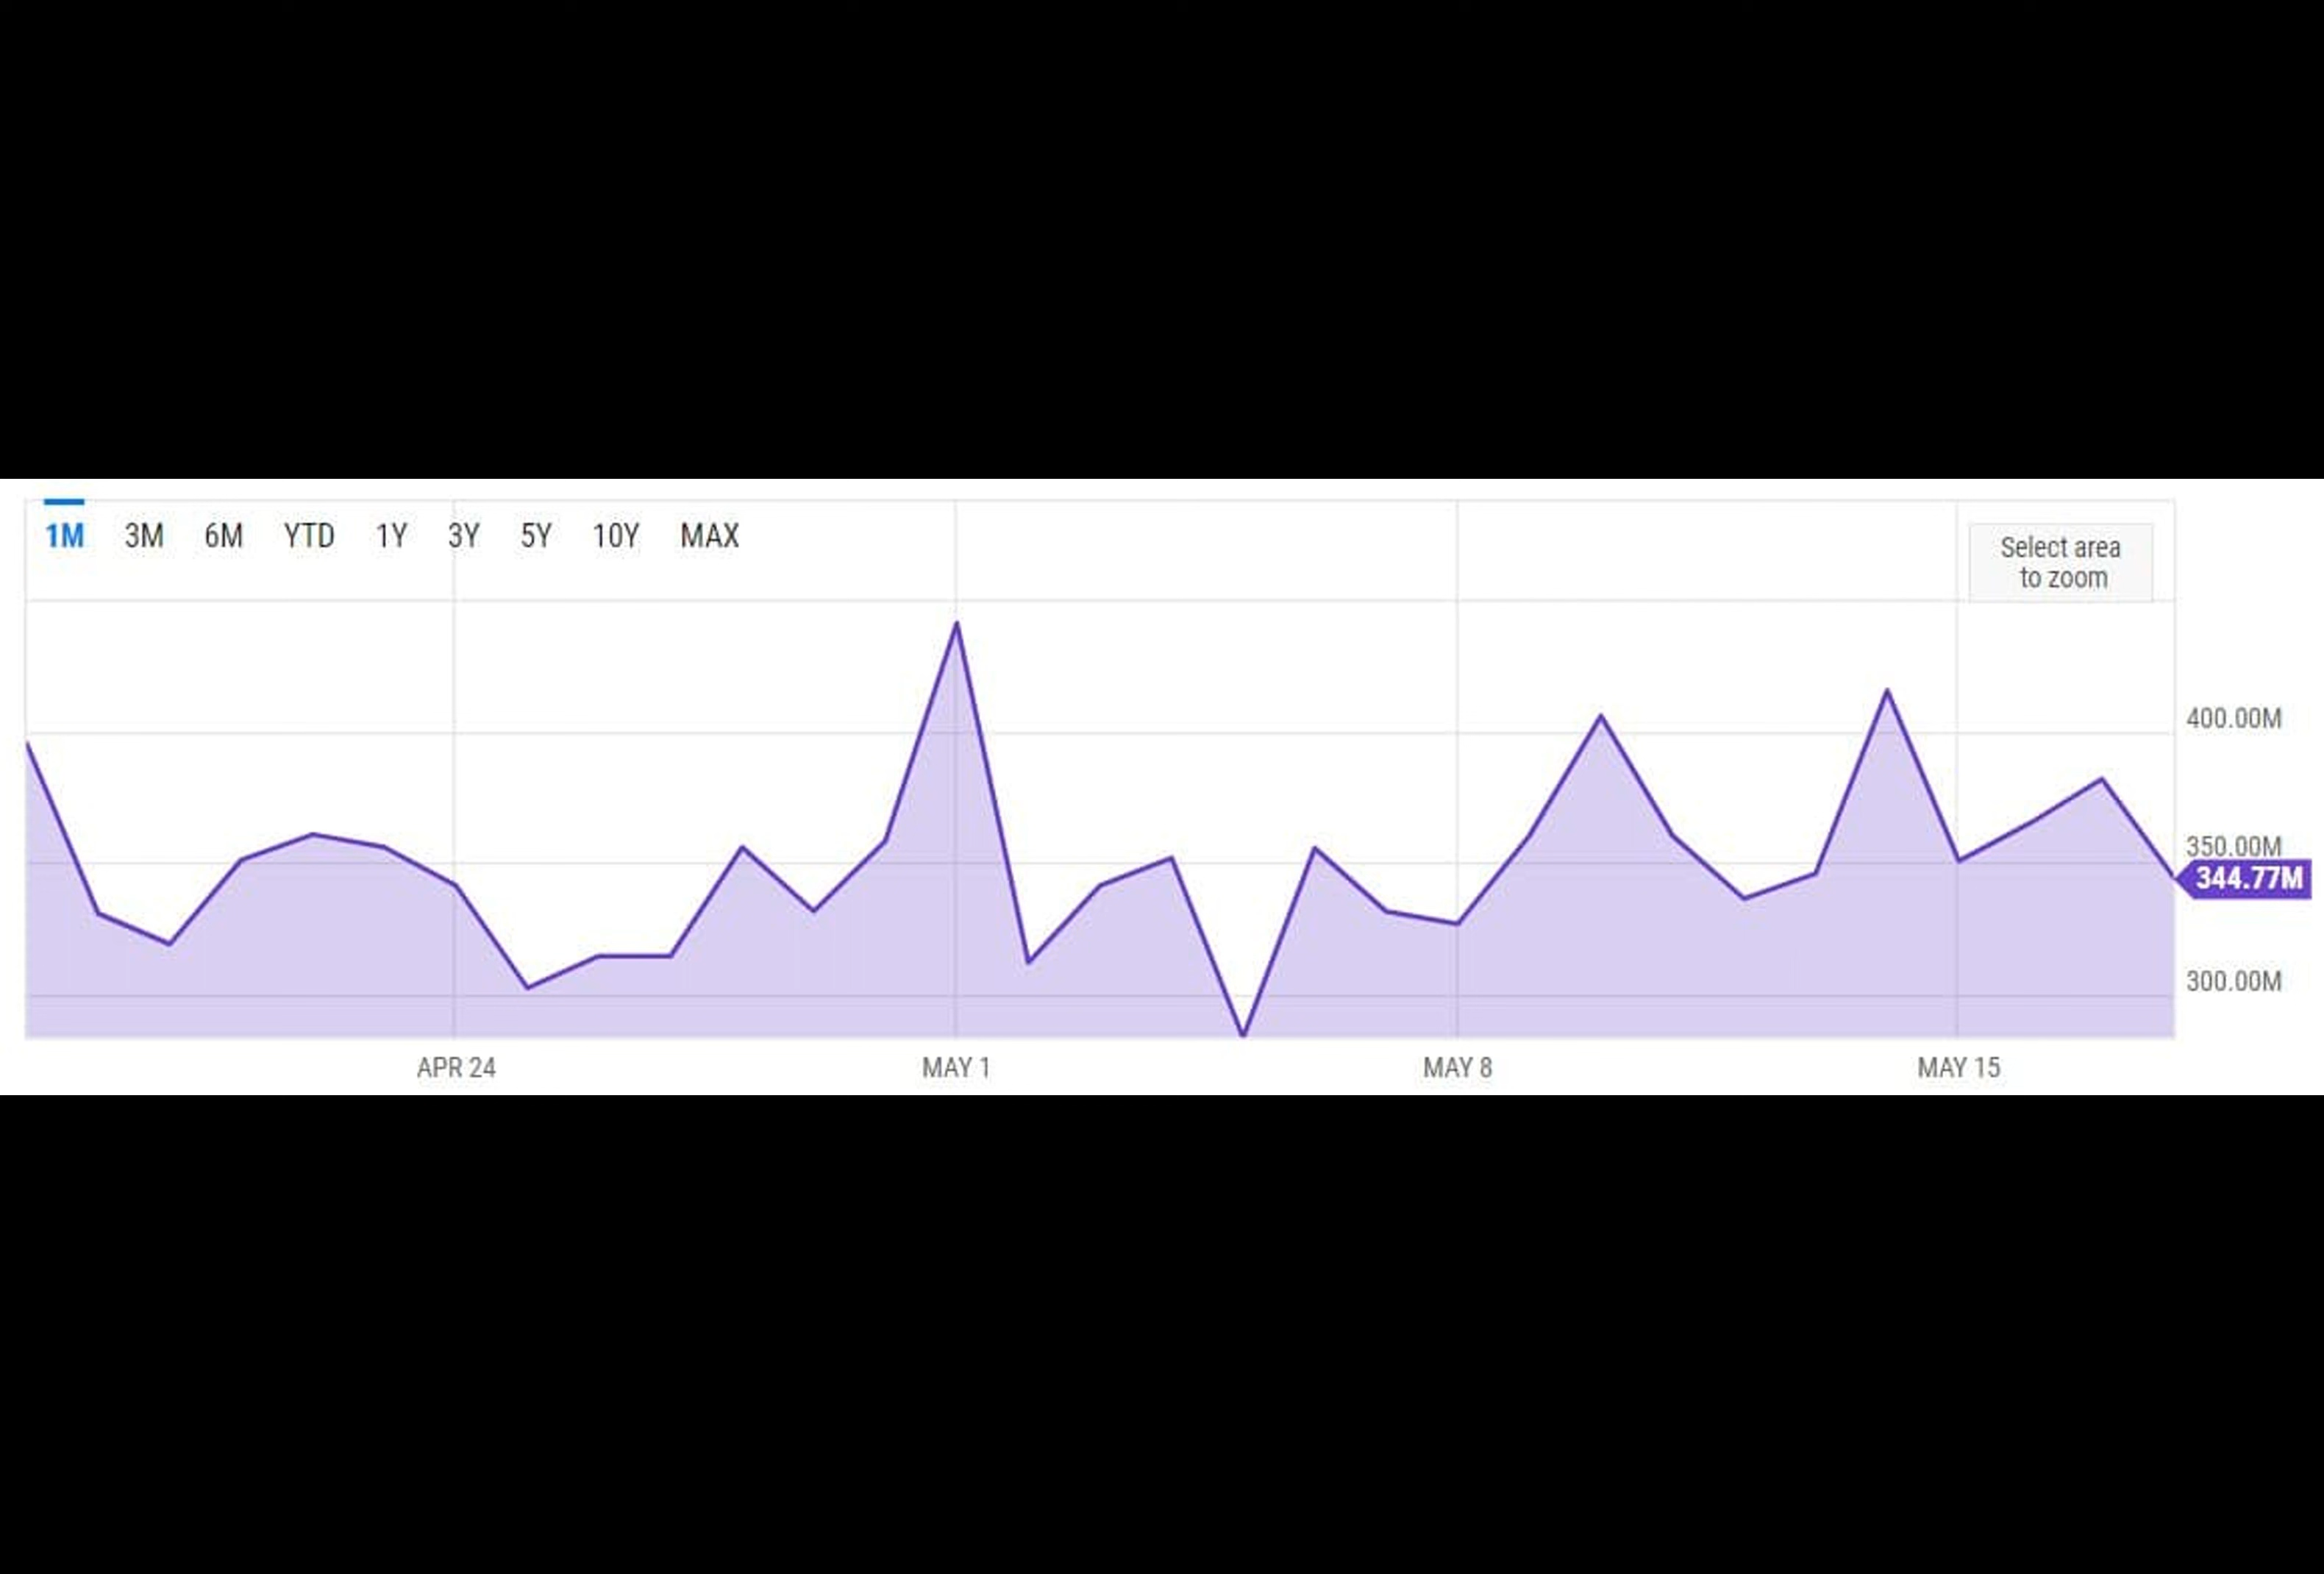 1M 3M 6M YTD 1Y 3Y 5Y 10Y MAX
Select area
to zoom
400.00M
350.00M
344.77M
300.00M
APR 24 MAY 1 MAY 8 MAY 15